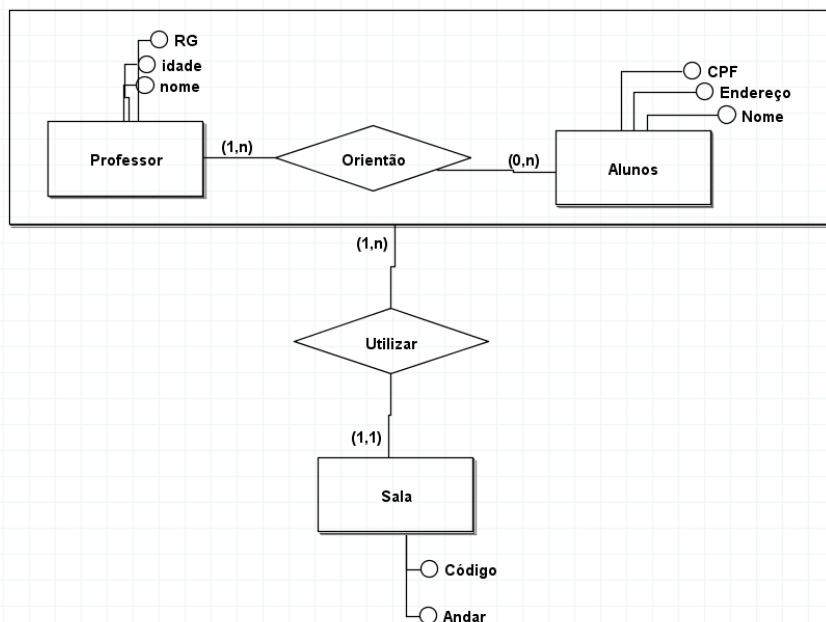 RG
idade
nome
CPF
Endereço
Nome
Professor
(1,n)
Orientão
(0,n)
Alunos
(1,n)
Utilizar
(1,1)
Sala
Código
Andar